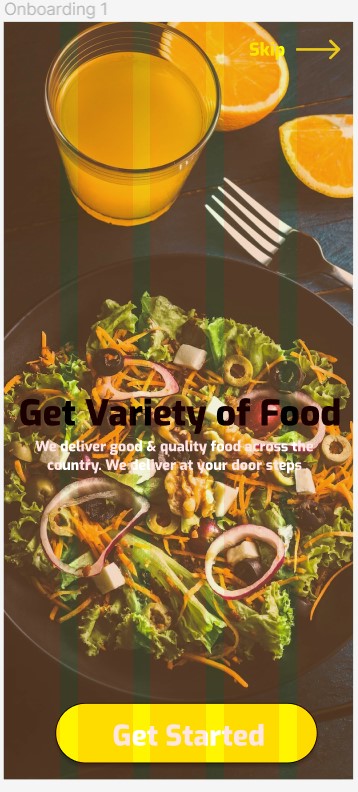 Onboarding 1
Skip
Get Variety of Food
We deliver good & quality food across the
country. We deliver at your door steps
Get Started